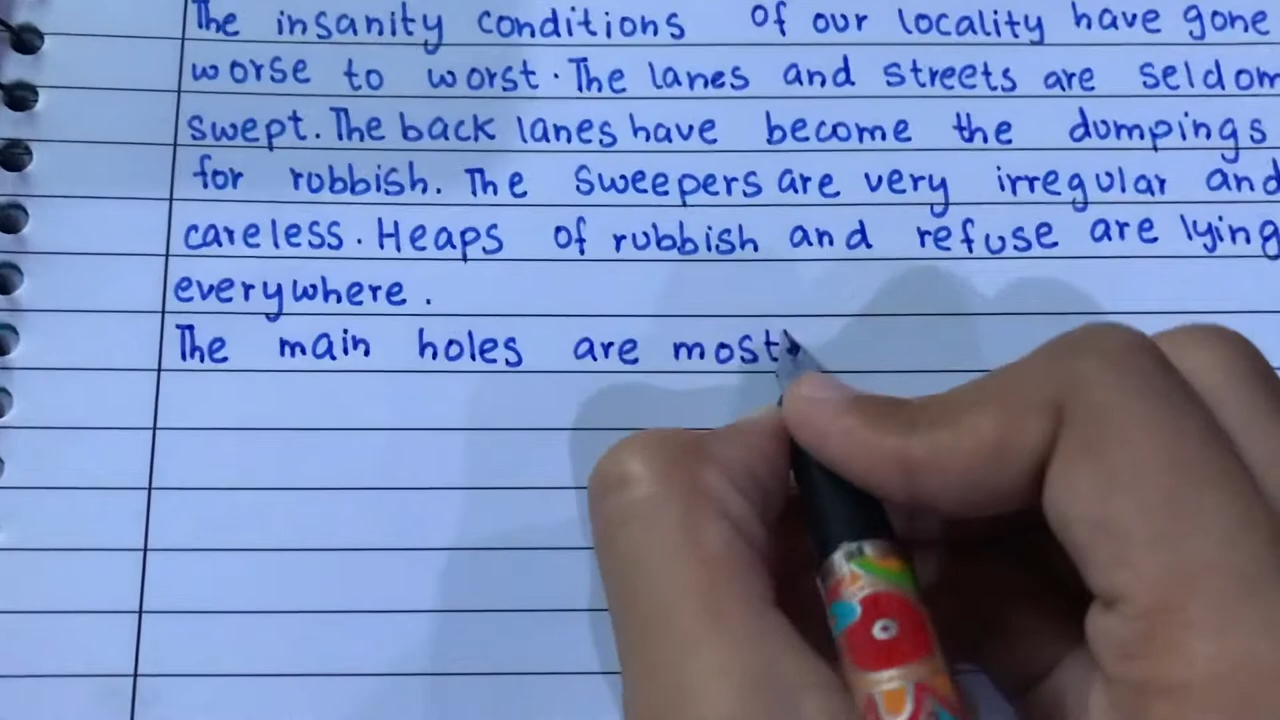 The insanity conditions of our locality have gone
worse to worst. The lanes and streets are seldom
swept. The back lanes have become the dumpings
for robbish. The sweepers are very irregular and
careless. Heaps of rubbish and refuse are lying
everywhere.
The main holes are most